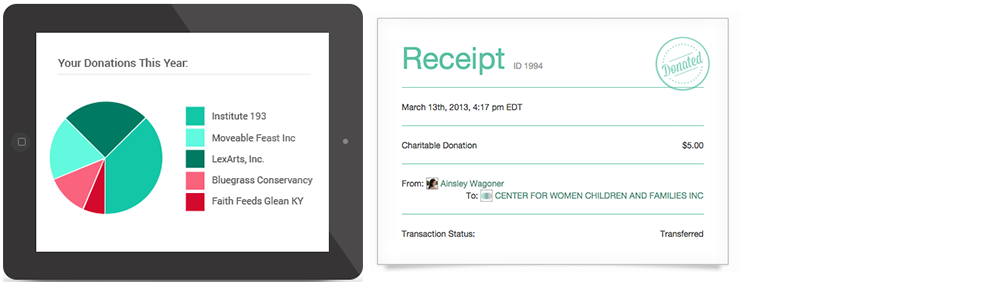 Your Donations This Year:
Institute 193
Moveable Feast Inc
LexArts, Inc.
Bluegrass Conservancy
Faith Feeds Glean KY
Receipt ID 1994
Donated
March 13th, 2013, 4:17 pm EDT
Charitable Donation $5.00
From: Ainsley Wagoner
To: CENTER FOR WOMEN CHILDREN AND FAMILIES INC
Transaction Status: Transferred